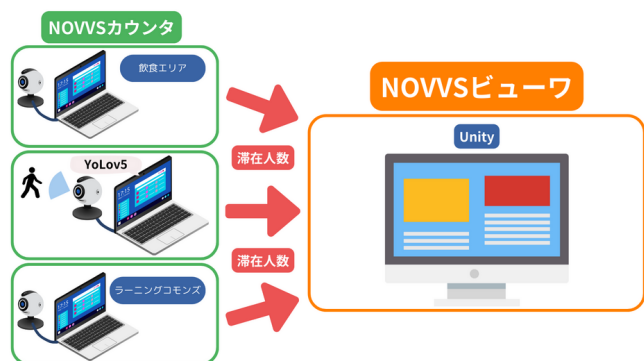 NOVVSカウンタ
飲食エリア
YoLov5
ラーニングコモンズ
滞在人数
滞在人数
NOVVSビューワ
Unity